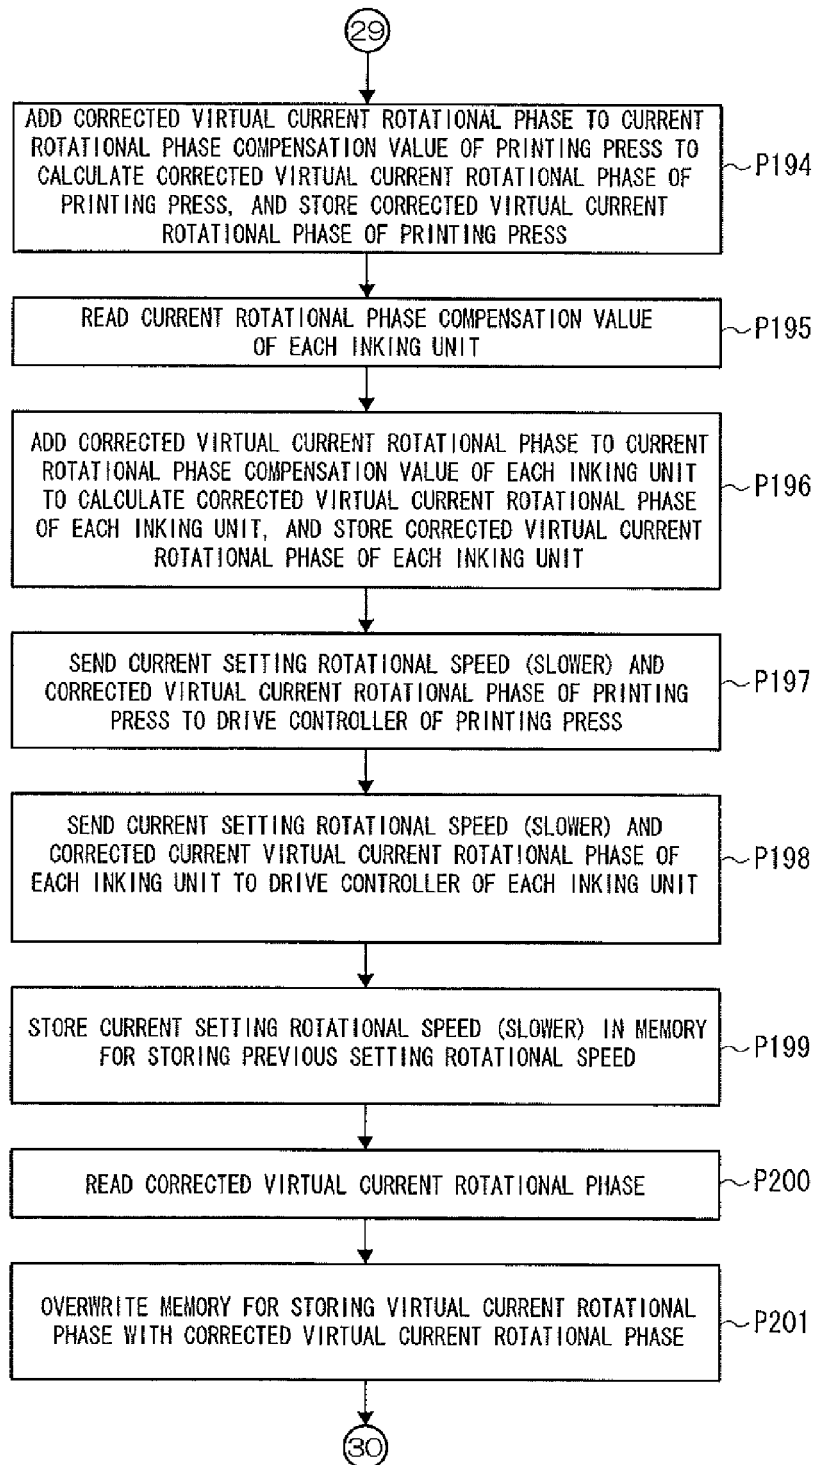 29
ADD CORRECTED VIRTUAL CURRENT ROTATIONAL PHASE TO CURRENT
ROTATIONAL PHASE COMPENSATION VALUE OF PRINTING PRESS TO
CALCULATE CORRECTED VIRTUAL CURRENT ROTATIONAL PHASE OF
PRINTING PRESS, AND STORE CORRECTED VIRTUAL CURRENT
ROTATIONAL PHASE OF PRINTING PRESS
P194
READ CURRENT ROTATIONAL PHASE COMPENSATION VALUE
OF EACH INKING UNIT
P195
ADD CORRECTED VIRTUAL CURRENT ROTATIONAL PHASE TO CURRENT
ROTATIONAL PHASE COMPENSATION VALUE OF EACH INKING UNIT
TO CALCULATE CORRECTED VIRTUAL CURRENT ROTATIONAL PHASE
OF EACH INKING UNIT, AND STORE CORRECTED VIRTUAL CURRENT
ROTATIONAL PHASE OF EACH INKING UNIT
P196
SEND CURRENT SETTING ROTATIONAL SPEED (SLOWER) AND
CORRECTED VIRTUAL CURRENT ROTATIONAL PHASE OF PRINTING
PRESS TO DRIVE CONTROLLER OF PRINTING PRESS
P197
SEND CURRENT SETTING ROTATIONAL SPEED (SLOWER) AND
CORRECTED CURRENT VIRTUAL CURRENT ROTATIONAL PHASE OF
EACH INKING UNIT TO DRIVE CONTROLLER OF EACH INKING UNIT
P198
STORE CURRENT SETTING ROTATIONAL SPEED (SLOWER) IN MEMORY
FOR STORING PREVIOUS SETTING ROTATIONAL SPEED
P199
READ CORRECTED VIRTUAL CURRENT ROTATIONAL PHASE
P200
OVERWRITE MEMORY FOR STORING VIRTUAL CURRENT ROTATIONAL
PHASE WITH CORRECTED VIRTUAL CURRENT ROTATIONAL PHASE
P201
30